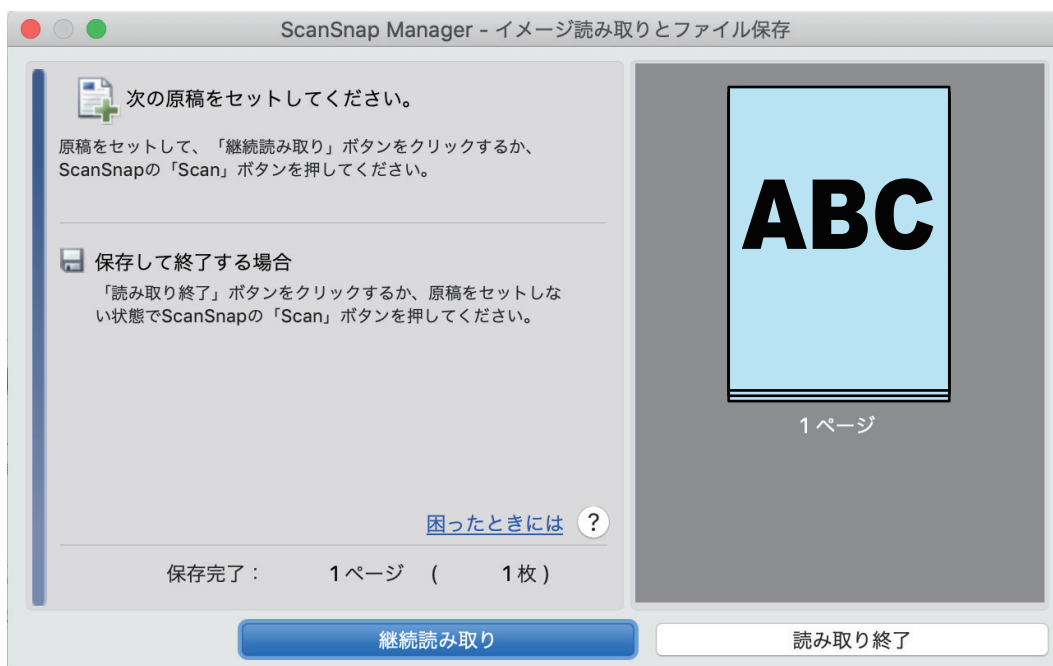 ScanSnap Manager - イメージ読み取りとファイル保存
次の原稿をセットしてください。
原稿をセットして、「継続読み取り」ボタンをクリックするか、
ScanSnapの「Scan」ボタンを押してください。
保存して終了する場合
「読み取り終了」ボタンをクリックするか、原稿をセットしな
い状態でScanSnapの「Scan」ボタンを押してください。
困ったときには ?
保存完了： 1ページ ( 1枚 )
ABC
1 ページ
継続読み取り
読み取り終了